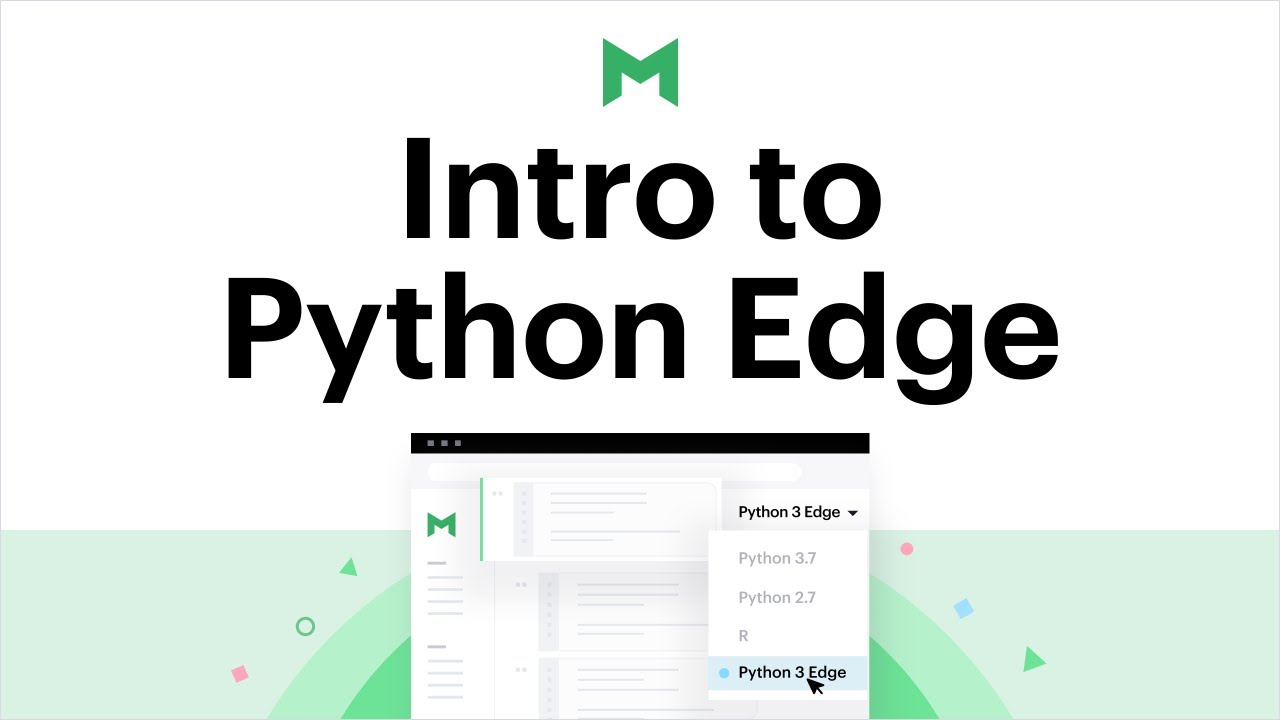 Intro to
Python Edge
Python 3 Edge
Python 3.7
Python 2.7
R
Python 3 Edge